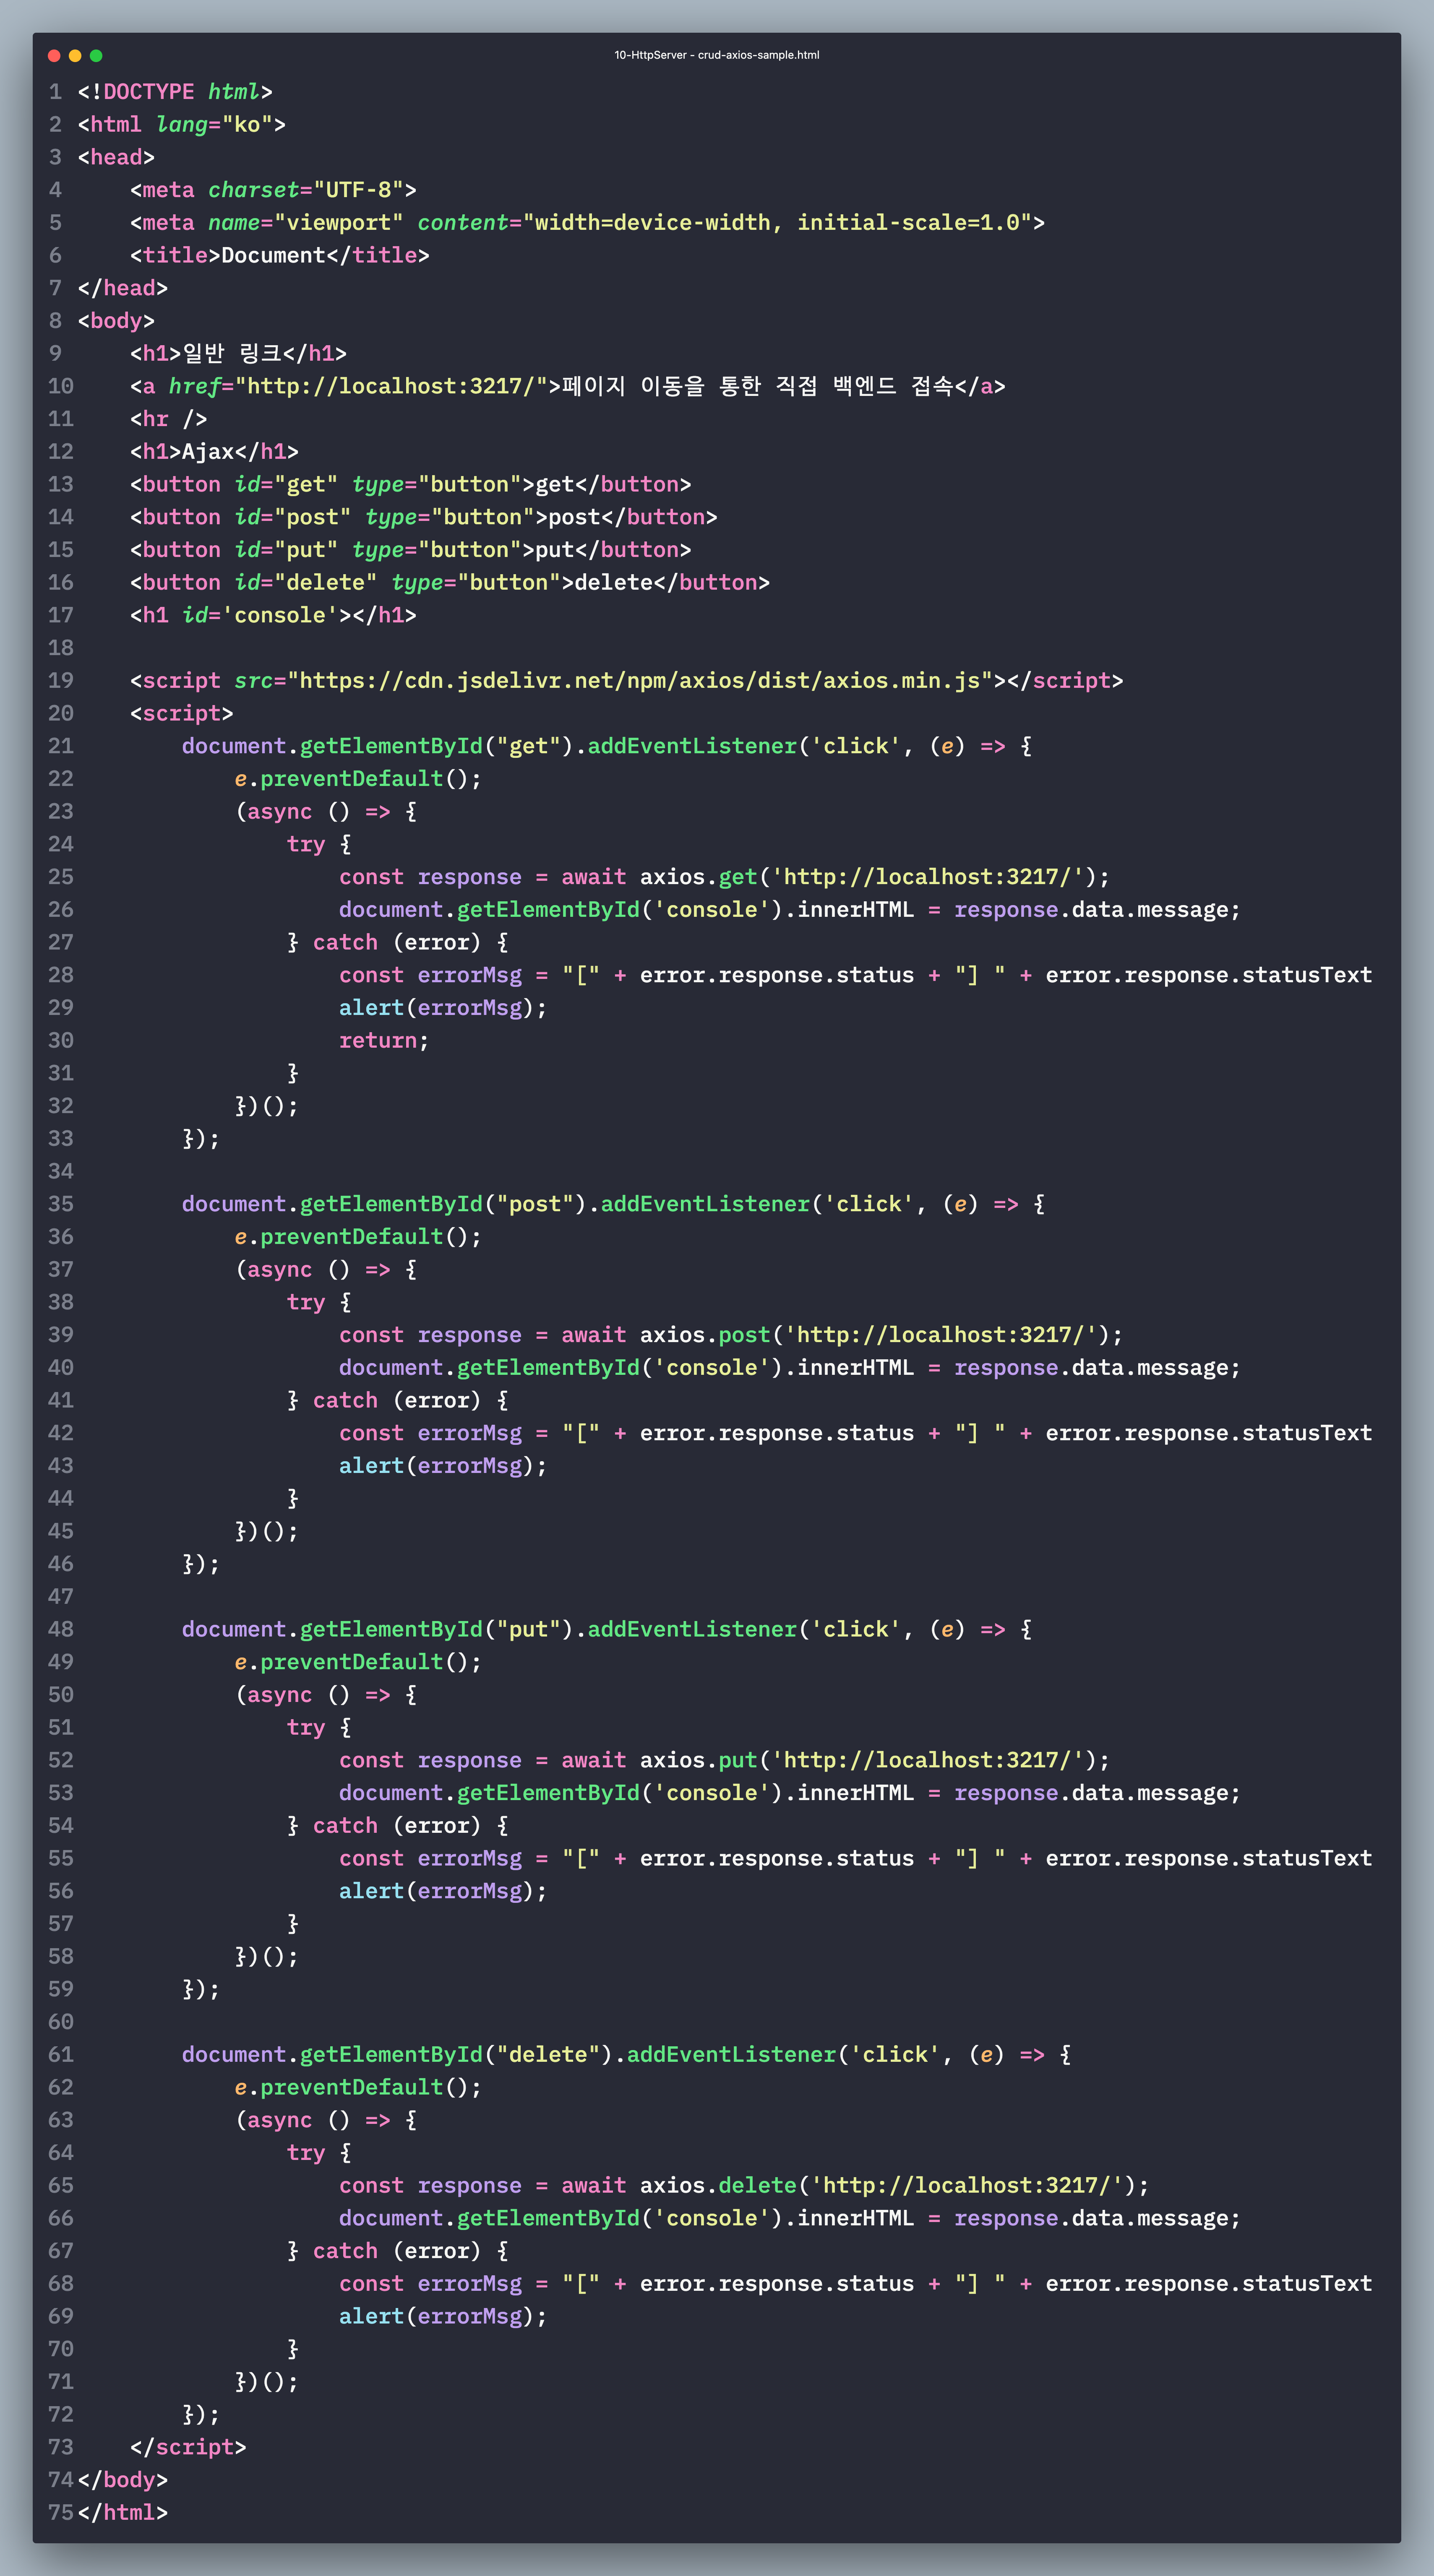 10-HttpServer - crud-axios-sample.html
1 <!DOCTYPE html>
2 <html lang="ko">
3 <head>
4     <meta charset="UTF-8">
5     <meta name="viewport" content="width=device-width, initial-scale=1.0">
6     <title>Document</title>
7 </head>
8 <body>
9     <h1>일반 링크</h1>
10     <a href="http://localhost:3217/">페이지 이동을 통한 직접 백엔드 접속</a>
11     <hr />
12     <h1>Ajax</h1>
13     <button id="get" type="button">get</button>
14     <button id="post" type="button">post</button>
15     <button id="put" type="button">put</button>
16     <button id="delete" type="button">delete</button>
17     <h1 id='console'></h1>
18
19     <script src="https://cdn.jsdelivr.net/npm/axios/dist/axios.min.js"></script>
20     <script>
21         document.getElementById("get").addEventListener('click', (e) => {
22             e.preventDefault();
23             (async () => {
24                 try {
25                     const response = await axios.get('http://localhost:3217/');
26                     document.getElementById('console').innerHTML = response.data.message;
27                 } catch (error) {
28                     const errorMsg = "[" + error.response.status + "] " + error.response.statusText
29                     alert(errorMsg);
30                     return;
31                 }
32             })();
33         });
34
35         document.getElementById("post").addEventListener('click', (e) => {
36             e.preventDefault();
37             (async () => {
38                 try {
39                     const response = await axios.post('http://localhost:3217/');
40                     document.getElementById('console').innerHTML = response.data.message;
41                 } catch (error) {
42                     const errorMsg = "[" + error.response.status + "] " + error.response.statusText
43                     alert(errorMsg);
44                 }
45             })();
46         });
47
48         document.getElementById("put").addEventListener('click', (e) => {
49             e.preventDefault();
50             (async () => {
51                 try {
52                     const response = await axios.put('http://localhost:3217/');
53                     document.getElementById('console').innerHTML = response.data.message;
54                 } catch (error) {
55                     const errorMsg = "[" + error.response.status + "] " + error.response.statusText
56                     alert(errorMsg);
57                 }
58             })();
59         });
60
61         document.getElementById("delete").addEventListener('click', (e) => {
62             e.preventDefault();
63             (async () => {
64                 try {
65                     const response = await axios.delete('http://localhost:3217/');
66                     document.getElementById('console').innerHTML = response.data.message;
67                 } catch (error) {
68                     const errorMsg = "[" + error.response.status + "] " + error.response.statusText
69                     alert(errorMsg);
70                 }
71             })();
72         });
73     </script>
74 </body>
75 </html>